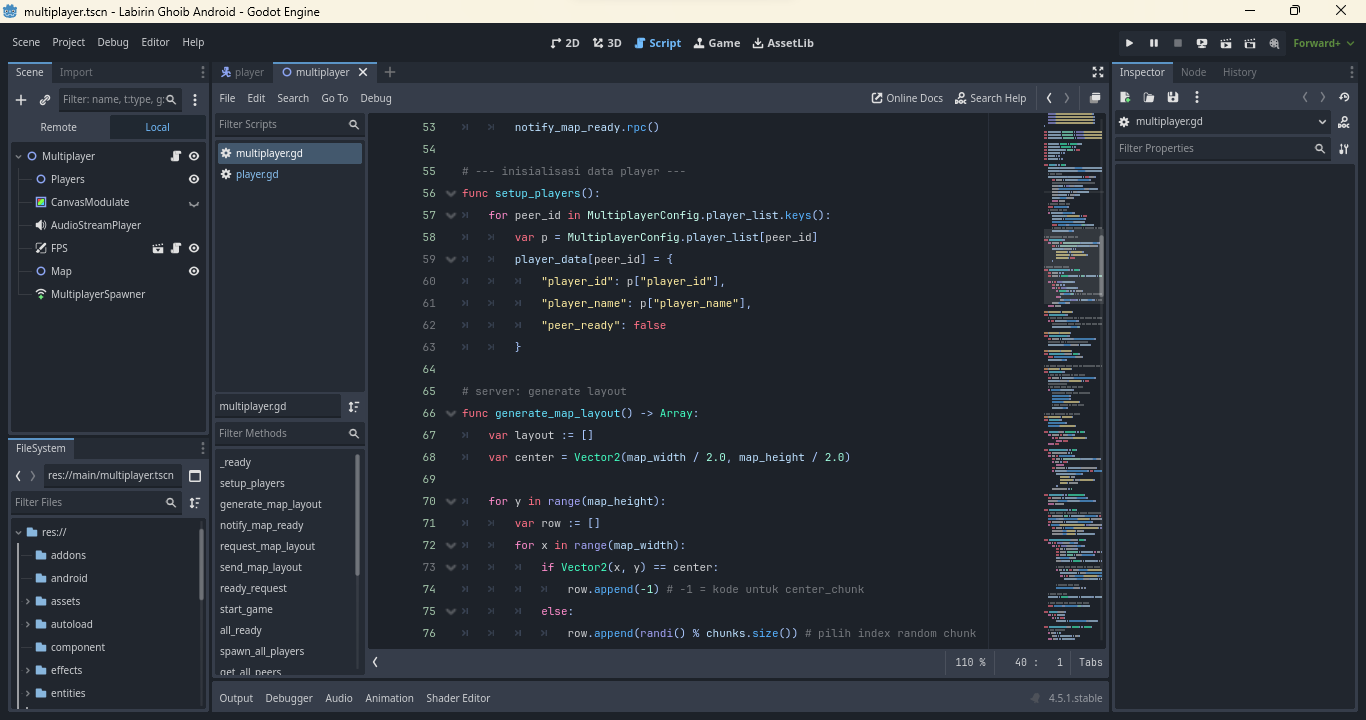 multiplayer.tscn - Labirin Ghoib Android - Godot Engine
Scene Project Debug Editor Help
2D 3D Script Game AssetLib
Forward+
Scene Import
Filter: name, t:type, g:
Remote Local
Multiplayer
Players
CanvasModulate
AudioStreamPlayer
FPS
Map
MultiplayerSpawner
FileSystem
res://main/multiplayer.tscn
Filter Files
res://
addons
android
assets
autoload
component
effects
entities
player multiplayer
File Edit Search Go To Debug
Online Docs Search Help
Filter Scripts
multiplayer.gd
player.gd
multiplayer.gd
Filter Methods
_ready
setup_players
generate_map_layout
notify_map_ready
request_map_layout
send_map_layout
ready_request
start_game
all_ready
spawn_all_players
get_all_peers
53 notify_map_ready.rpc()
54
55 # --- inisialisasi data player ---
56 func setup_players():
57 for peer_id in MultiplayerConfig.player_list.keys():
58 var p = MultiplayerConfig.player_list[peer_id]
59 player_data[peer_id] = {
60 "player_id": p["player_id"],
61 "player_name": p["player_name"],
62 "peer_ready": false
63 }
64
65 # server: generate layout
66 func generate_map_layout() -> Array:
67 var layout := []
68 var center = Vector2(map_width / 2.0, map_height / 2.0)
69
70 for y in range(map_height):
71 var row := []
72 for x in range(map_width):
73 if Vector2(x, y) == center:
74 row.append(-1) # -1 = kode untuk center_chunk
75 else:
76 row.append(randi() % chunks.size()) # pilih index random chunk
110 % 40 : 1 Tabs
Output Debugger Audio Animation Shader Editor
4.5.1.stable
Inspector Node History
multiplayer.gd
Filter Properties